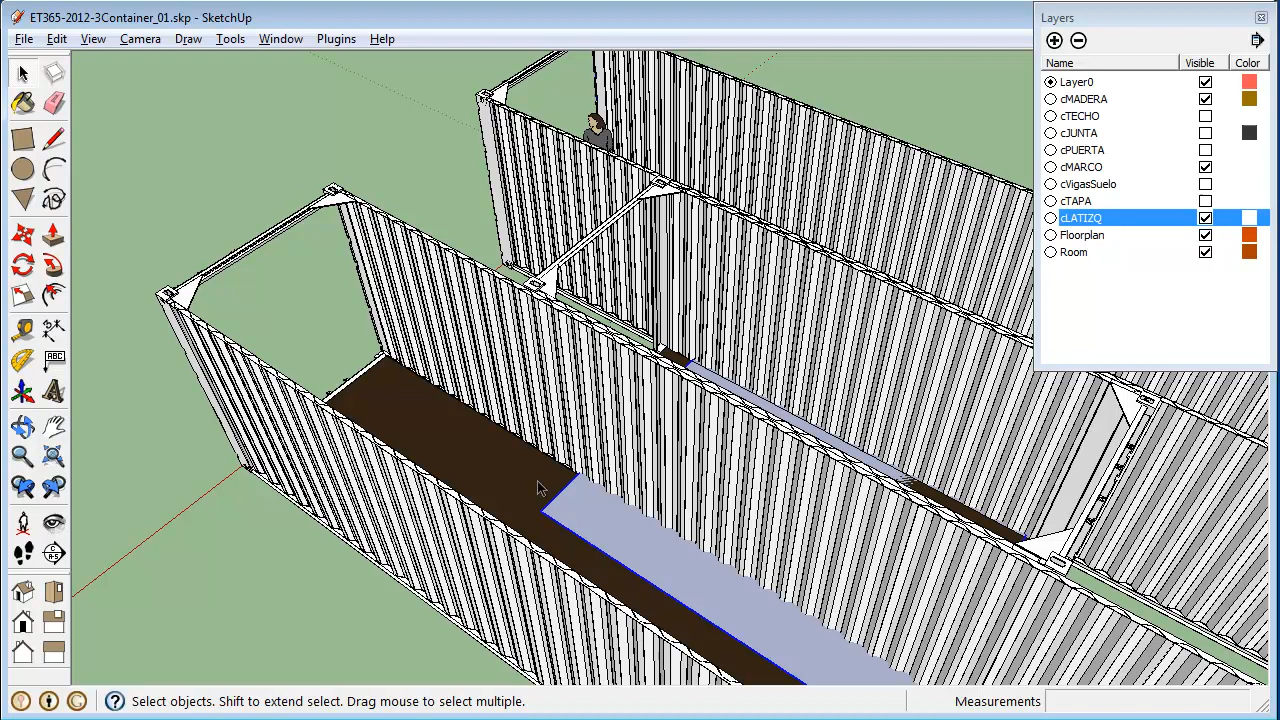 ET365-2012-3Container_01.skp - SketchUp
File Edit View Camera Draw Tools Window Plugins Help
Layers
Name Visible Color
Layer0
cMADERA
cTECHO
cJUNTA
cPUERTA
cMARCO
cVigasSuelo
cTAPA
cLATIZQ
Floorplan
Room
ABC
Select objects. Shift to extend select. Drag mouse to select multiple.
Measurements